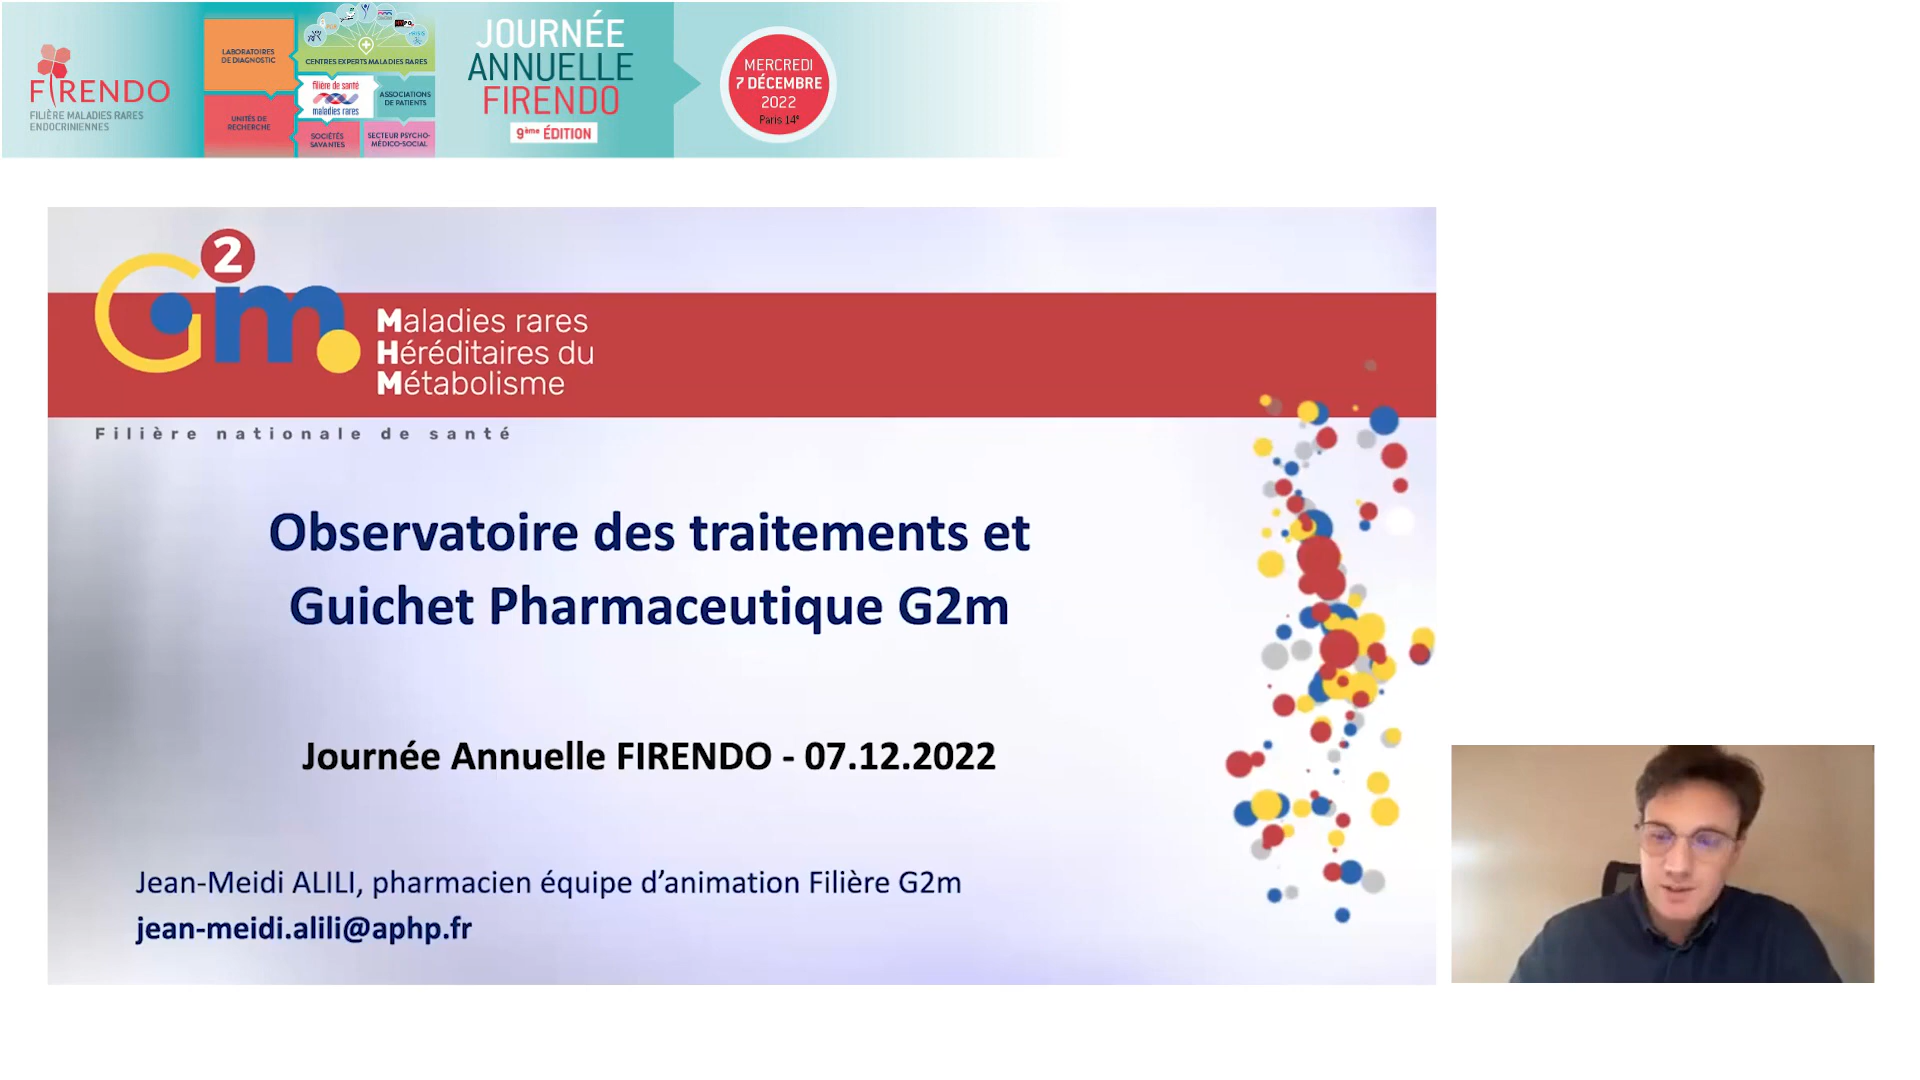 FIRENDO
FILIÈRE MALADIES RARES
ENDOCRINIENNES
LABORATOIRES
DE DIAGNOSTIC
UNITÉS DE
RECHERCHE
CENTRES EXPERTS MALADIES RARES
filière de santé
maladies rares
ASSOCIATIONS
DE PATIENTS
SOCIÉTÉS
SAVANTES
SECTEUR PSYCHO-
MÉDICO-SOCIAL
JOURNÉE
ANNUELLE
FIRENDO
9ème ÉDITION
MERCREDI
7 DÉCEMBRE
2022
Paris 14e
G2m
Maladies rares
Héréditaires du
Métabolisme
Filière nationale de santé
Observatoire des traitements et
Guichet Pharmaceutique G2m
Journée Annuelle FIRENDO - 07.12.2022
Jean-Meidi ALILI, pharmacien équipe d’animation Filière G2m
jean-meidi.alili@aphp.fr